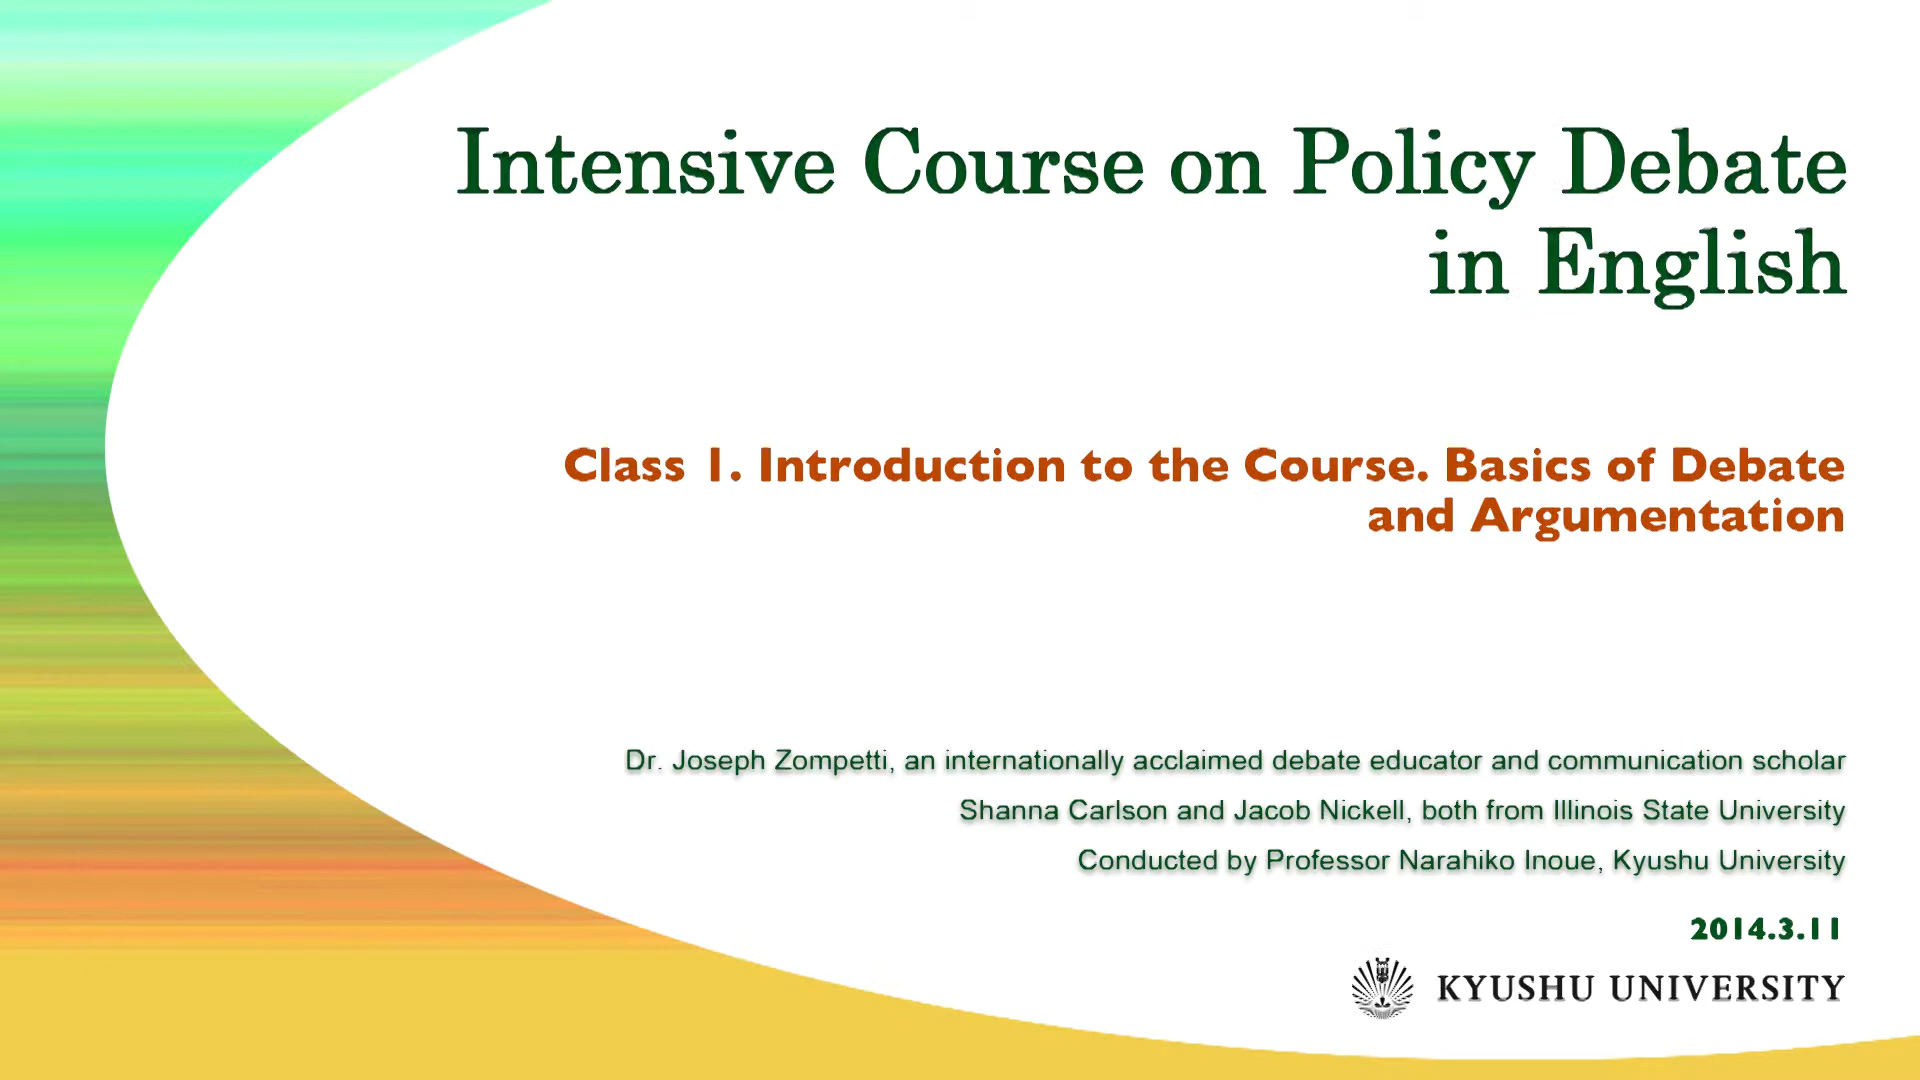 Intensive Course on Policy Debate
in English
Class 1. Introduction to the Course. Basics of Debate
and Argumentation
Dr. Joseph Zompetti, an internationally acclaimed debate educator and communication scholar
Shanna Carlson and Jacob Nickell, both from Illinois State University
Conducted by Professor Narahiko Inoue, Kyushu University
2014.3.11
KYUSHU UNIVERSITY